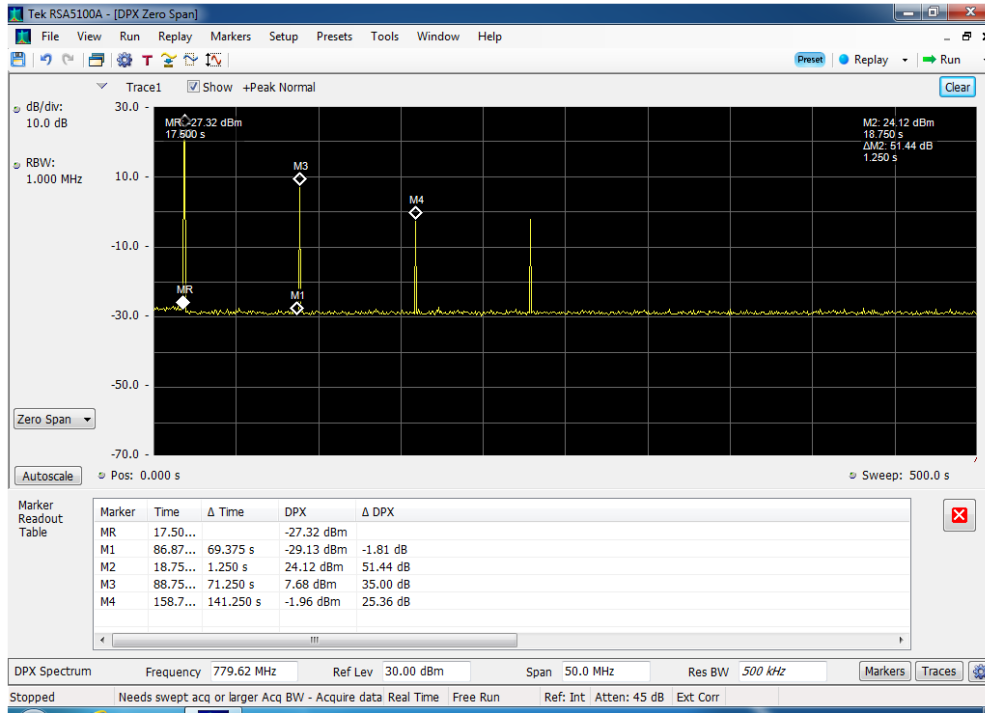 Tek RSA5100A - [DPX Zero Span]
File View Run Replay Markers Setup Presets Tools Window Help
T Preset Replay Run
Trace1 Show +Peak Normal Clear
dB/div:
10.0 dB
RBW:
1.000 MHz
30.0
10.0
-10.0
-30.0
-50.0
-70.0
MR: -27.32 dBm
17.500 s
M2: 24.12 dBm
18.750 s
ΔM2: 51.44 dB
1.250 s
M3
M4
MR
M1
Zero Span
Autoscale Pos: 0.000 s Sweep: 500.0 s
Marker
Readout
Table
Marker Time Δ Time DPX Δ DPX
MR 17.50... -27.32 dBm
M1 86.87... 69.375 s -29.13 dBm -1.81 dB
M2 18.75... 1.250 s 24.12 dBm 51.44 dB
M3 88.75... 71.250 s 7.68 dBm 35.00 dB
M4 158.7... 141.250 s -1.96 dBm 25.36 dB
DPX Spectrum Frequency 779.62 MHz Ref Lev 30.00 dBm Span 50.0 MHz Res BW 500 kHz Markers Traces
Stopped Needs swept acq or larger Acq BW - Acquire data Real Time Free Run Ref: Int Atten: 45 dB Ext Corr